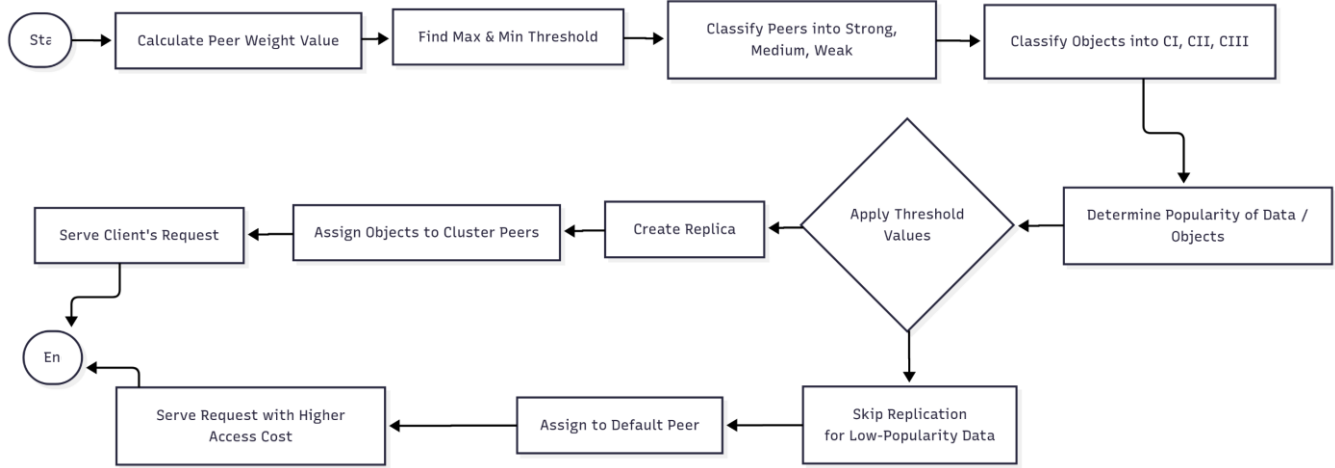 Sta
Calculate Peer Weight Value
Find Max & Min Threshold
Classify Peers into Strong,
Medium, Weak
Classify Objects into CI, CII, CIII
Determine Popularity of Data /
Objects
Apply Threshold
Values
Create Replica
Assign Objects to Cluster Peers
Serve Client's Request
En
Skip Replication
for Low-Popularity Data
Assign to Default Peer
Serve Request with Higher
Access Cost